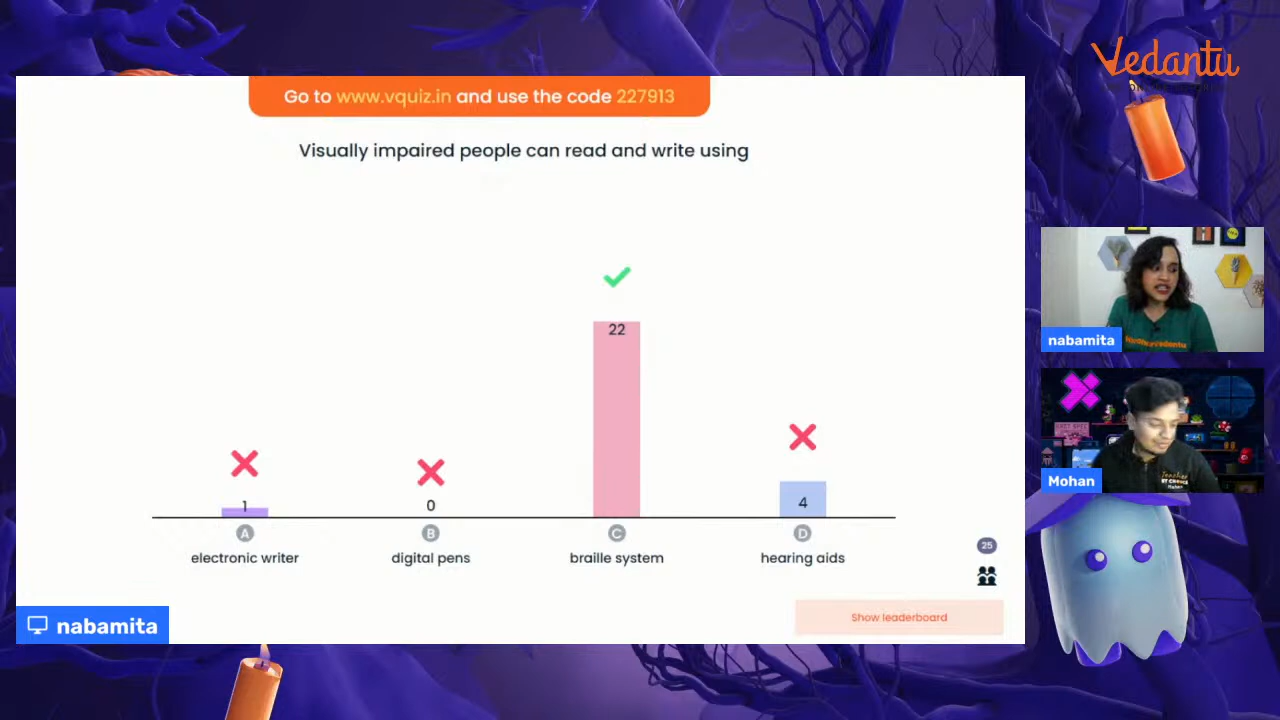 Vedantu
Go to www.vquiz.in and use the code 227913
Visually impaired people can read and write using
22
1
0
4
A
B
C
D
electronic writer
digital pens
braille system
hearing aids
25
Show leaderboard
nabamita
nabamita
Mohan